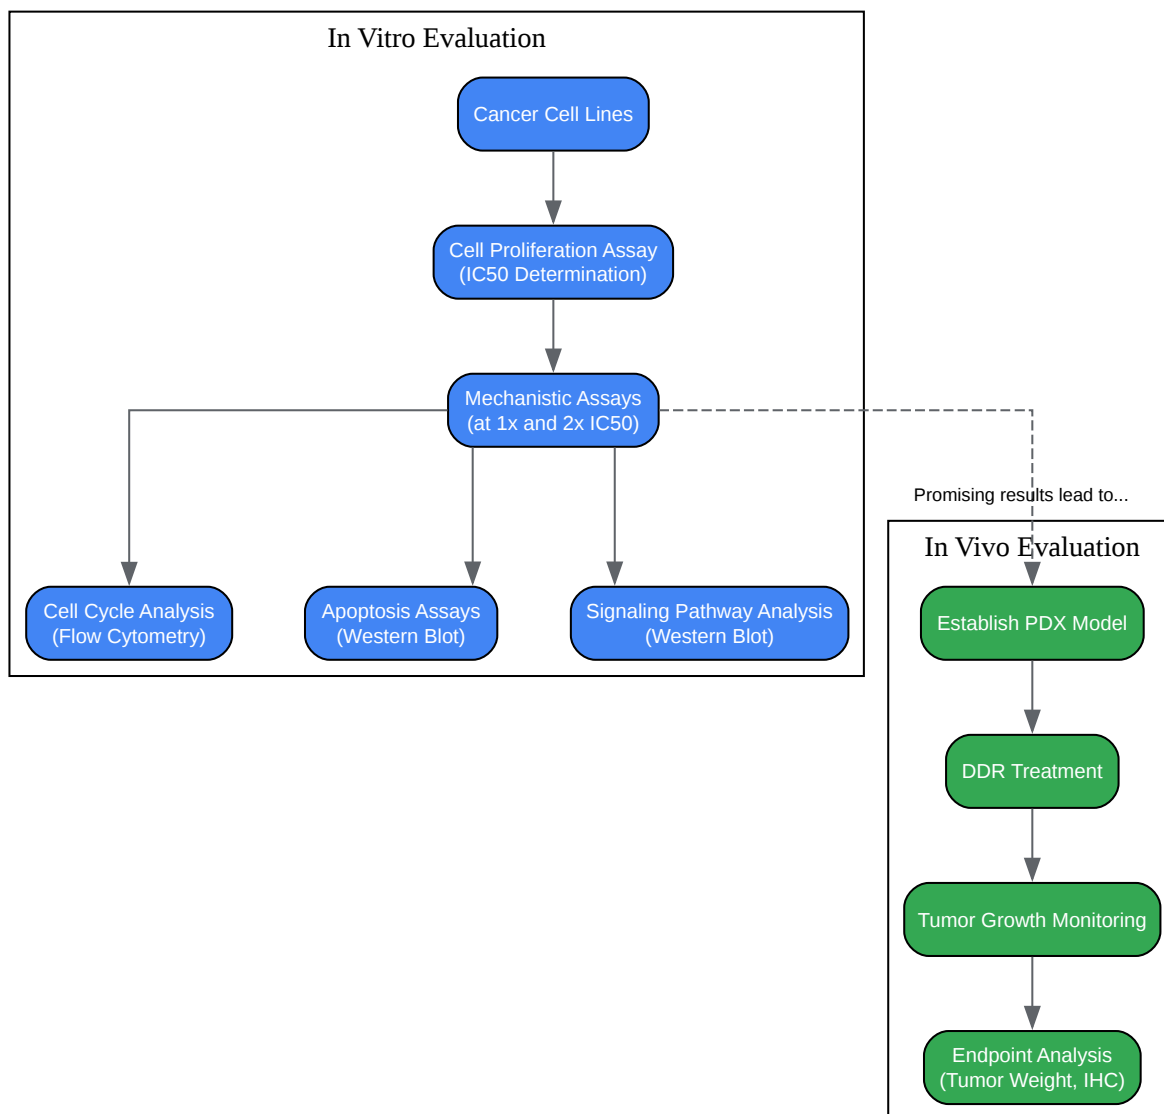 In Vitro Evaluation
Cancer Cell Lines
Cell Proliferation Assay
(IC50 Determination)
Mechanistic Assays
(at 1x and 2x IC50)
Cell Cycle Analysis
(Flow Cytometry)
Apoptosis Assays
(Western Blot)
Signaling Pathway Analysis
(Western Blot)
Promising results lead to...
In Vivo Evaluation
Establish PDX Model
DDR Treatment
Tumor Growth Monitoring
Endpoint Analysis
(Tumor Weight, IHC)